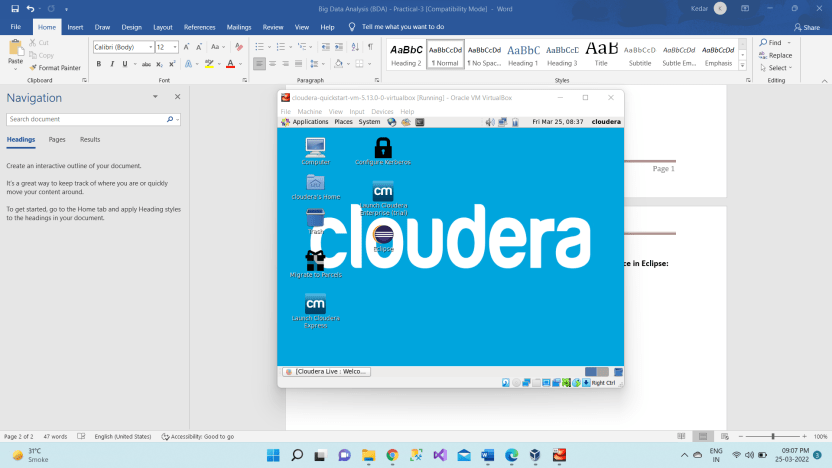 Big Data Analysis (BDA) - Practical-3 [Compatibility Mode] - Word
Kedar K
File Home Insert Draw Design Layout References Mailings Review View Help Tell me what you want to do Share
Paste Cut Copy Format Painter
Calibri (Body) 12
B I U abc X₂ X²
AaBbC AaBbCcDd AaBbCcDd AaBbC AaBbCcC AaB AaBbCcD AaBbCcDd AaBbCcDd
Heading 2 ¶ Normal ¶ No Spac... Heading 1 Heading 3 Title Subtitle Subtle Em... Emphasis
Find
Replace
Select
Clipboard Font Paragraph Styles Editing
Navigation
Search document
Headings Pages Results
Create an interactive outline of your document.
It's a great way to keep track of where you are or quickly
move your content around.
To get started, go to the Home tab and apply Heading styles
to the headings in your document.
cloudera-quickstart-vm-5.13.0-0-virtualbox [Running] - Oracle VM VirtualBox
File Machine View Input Devices Help
Applications Places System Fri Mar 25, 08:37 cloudera
Computer
Configure Kerberos
cloudera's Home
Launch Cloudera
Enterprise (trial)
Trash
Eclipse
Migrate to Parcels
Launch Cloudera
Express
cm
cm
cloudera
[Cloudera Live : Welco...
Right Ctrl
Page 1
ce in Eclipse:
Page 2 of 2 47 words English (United States) Accessibility: Good to go 100%
31°C
Smoke
ENG
IN
09:07 PM
25-03-2022
3